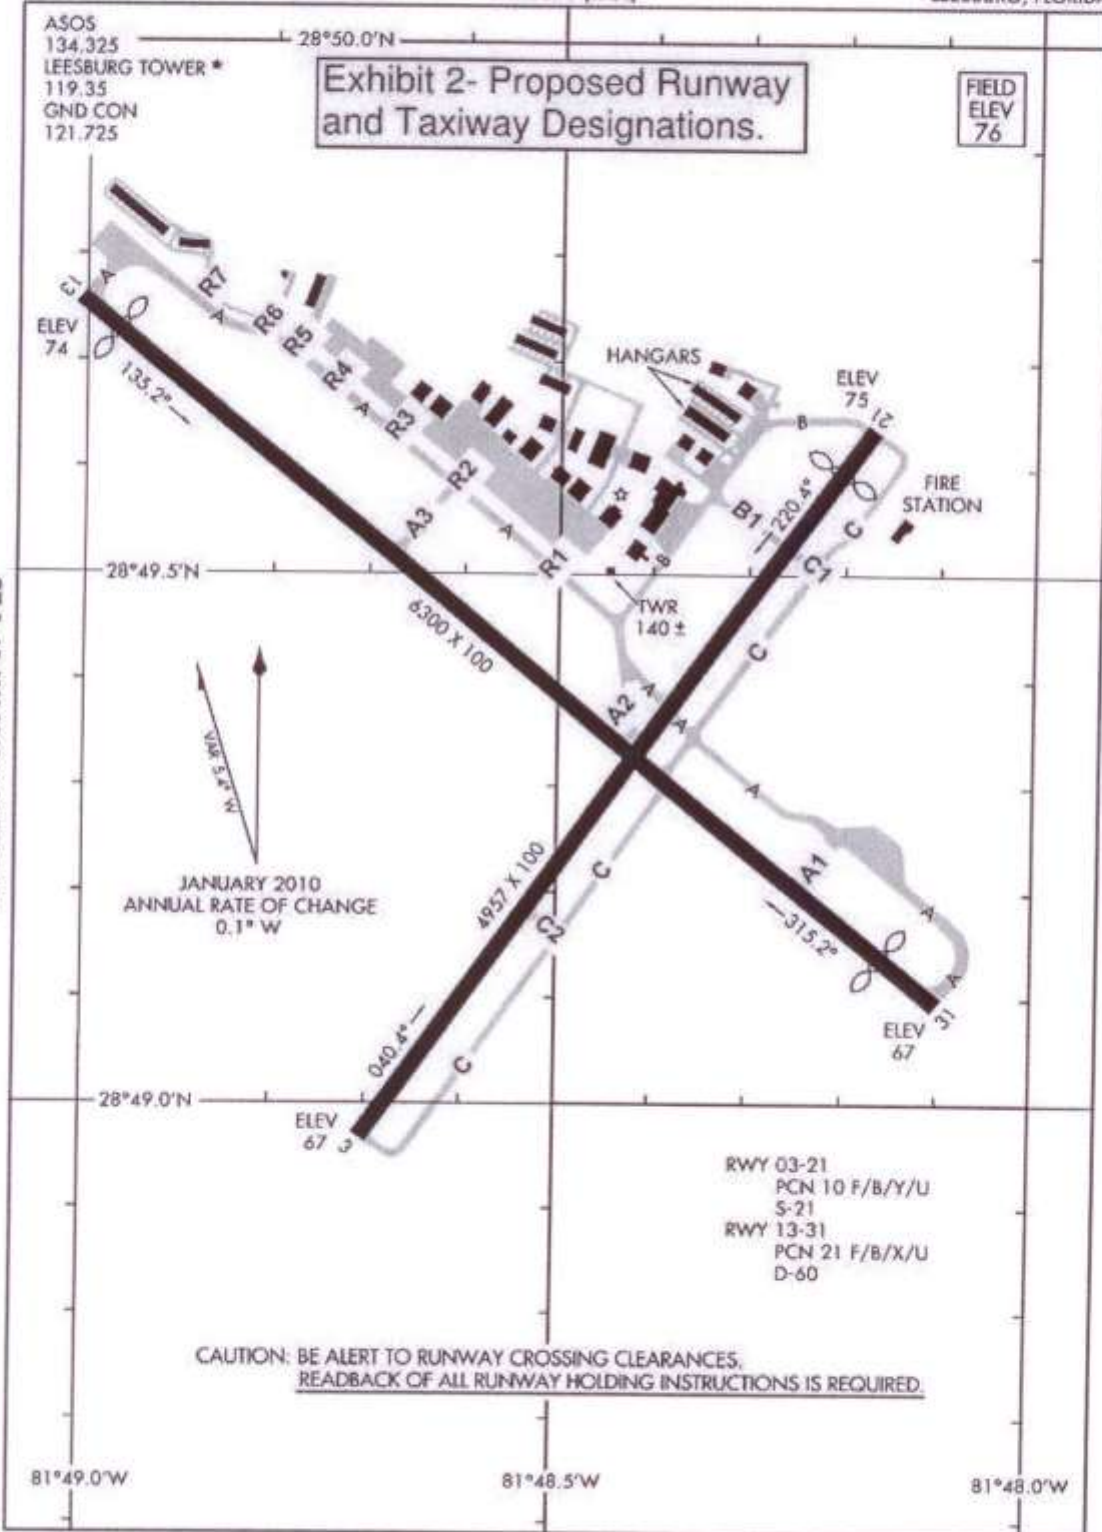 ASOS
134.325
LEESBURG TOWER *
119.35
GND CON
121.725
28°50.0'N
Exhibit 2- Proposed Runway
and Taxiway Designations.
FIELD
ELEV
76
13
A
ELEV
74
135.2°
R7
A
R6
R5
R4
A
R3
R2
A3
A
R1
HANGARS
ELEV
75
21
B
B1
220.4°
FIRE
STATION
C
C1
B
TWR
140 ±
C
28°49.5'N
6300 X 100
A
A2
A
A
VAR 5.4° W
JANUARY 2010
ANNUAL RATE OF CHANGE
0.1° W
4957 X 100
C
C2
A1
315.2°
A
A
31
ELEV
67
040.4°
C
28°49.0'N
ELEV
67
3
RWY 03-21
PCN 10 F/B/Y/U
S-21
RWY 13-31
PCN 21 F/B/X/U
D-60
CAUTION: BE ALERT TO RUNWAY CROSSING CLEARANCES.
READBACK OF ALL RUNWAY HOLDING INSTRUCTIONS IS REQUIRED.
81°49.0'W
81°48.5'W
81°48.0'W